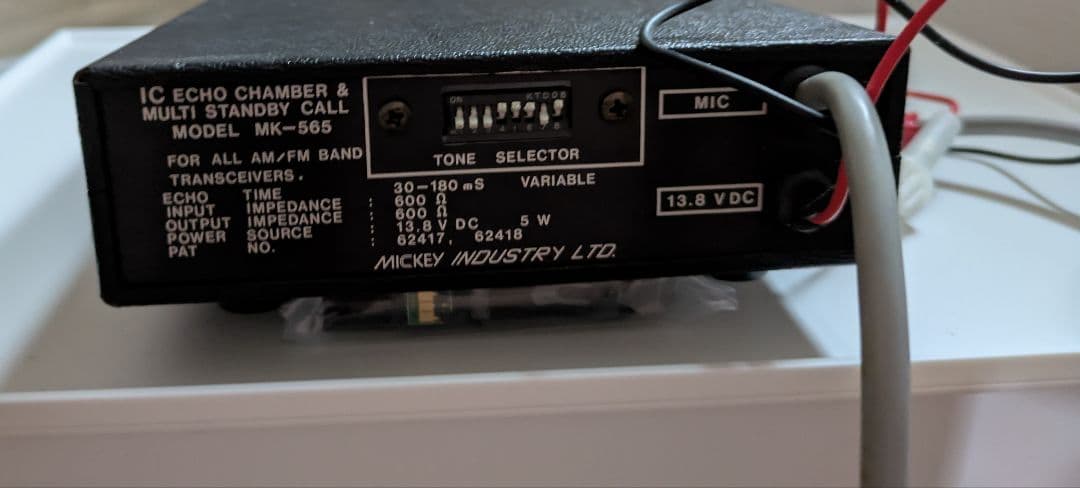 IC ECHO CHAMBER &
MULTI STANDBY CALL
MODEL MK-565
FOR ALL AM/FM BAND
TRANSCEIVERS.
ECHO TIME : 30-180 mS VARIABLE
INPUT IMPEDANCE : 600 Ω
OUTPUT IMPEDANCE : 600 Ω
POWER SOURCE : 13.8 V DC 5 W
PAT NO. : 62417, 62418
MICKEY INDUSTRY LTD.
ON
TONE SELECTOR
MIC
13.8 V DC